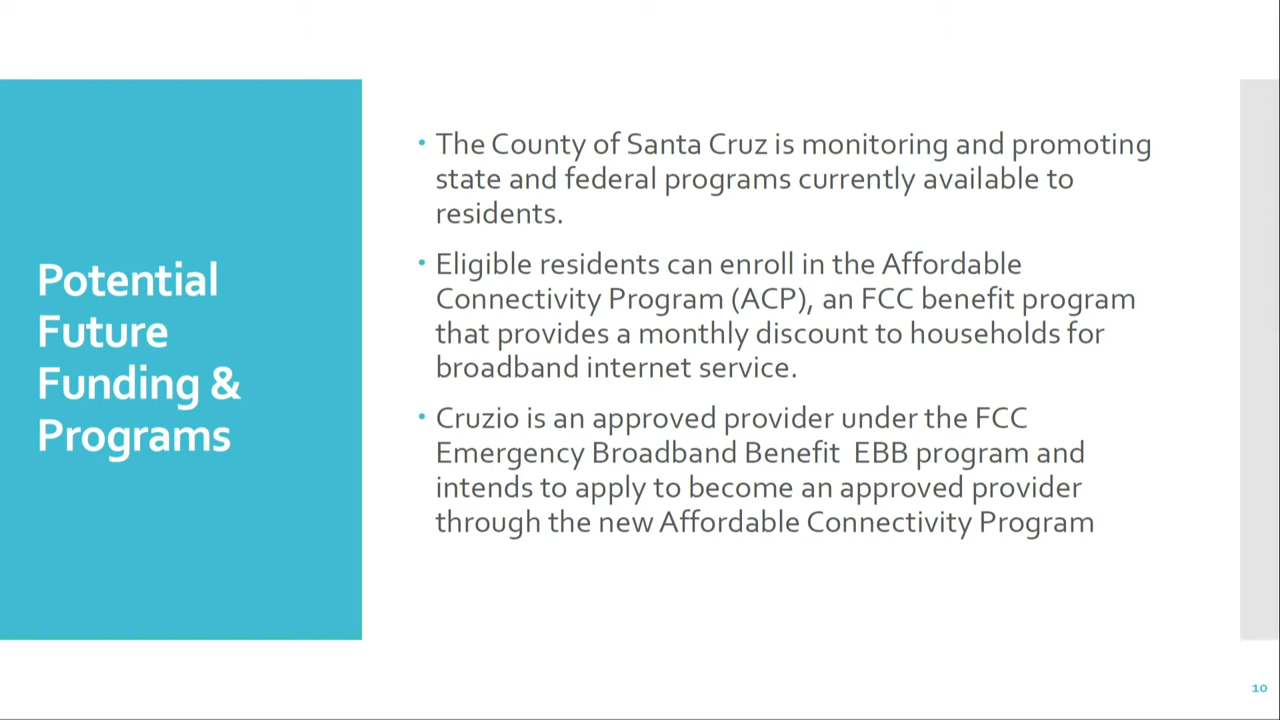 Potential
Future
Funding &
Programs
• The County of Santa Cruz is monitoring and promoting
state and federal programs currently available to
residents.
• Eligible residents can enroll in the Affordable
Connectivity Program (ACP), an FCC benefit program
that provides a monthly discount to households for
broadband internet service.
• Cruzio is an approved provider under the FCC
Emergency Broadband Benefit  EBB program and
intends to apply to become an approved provider
through the new Affordable Connectivity Program
10